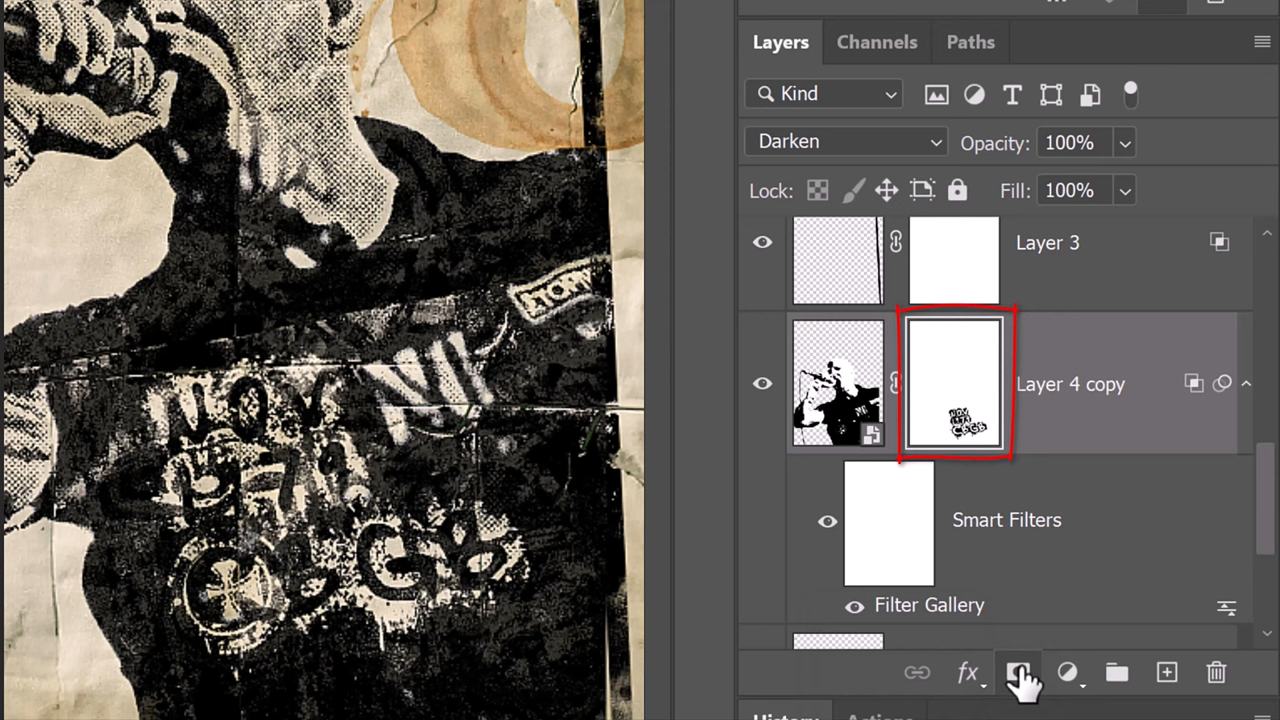 Layers Channels Paths
Kind
Darken Opacity: 100%
Lock: Fill: 100%
Layer 3
Layer 4 copy
Smart Filters
Filter Gallery
fx